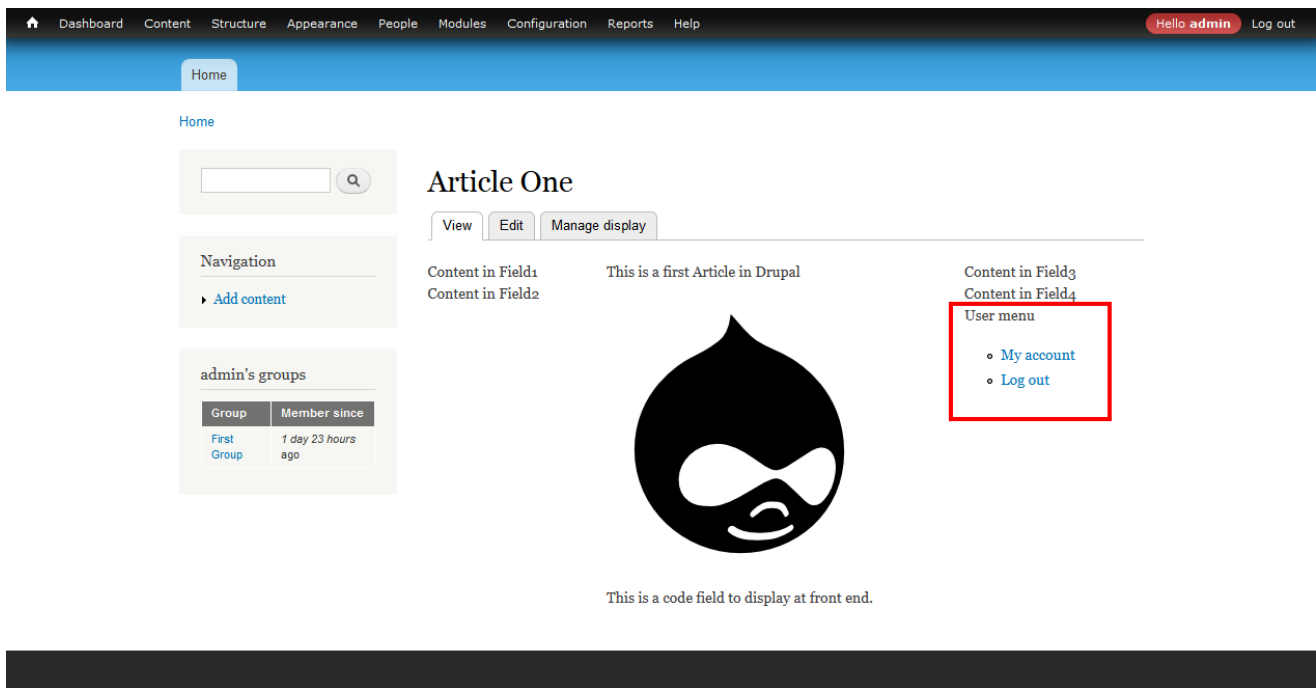 Dashboard Content Structure Appearance People Modules Configuration Reports Help Hello admin Log out
Home
Home
Navigation
Add content
admin's groups
Group Member since
First Group 1 day 23 hours ago
Article One
View Edit Manage display
Content in Field1
Content in Field2
This is a first Article in Drupal
This is a code field to display at front end.
Content in Field3
Content in Field4
User menu
My account
Log out